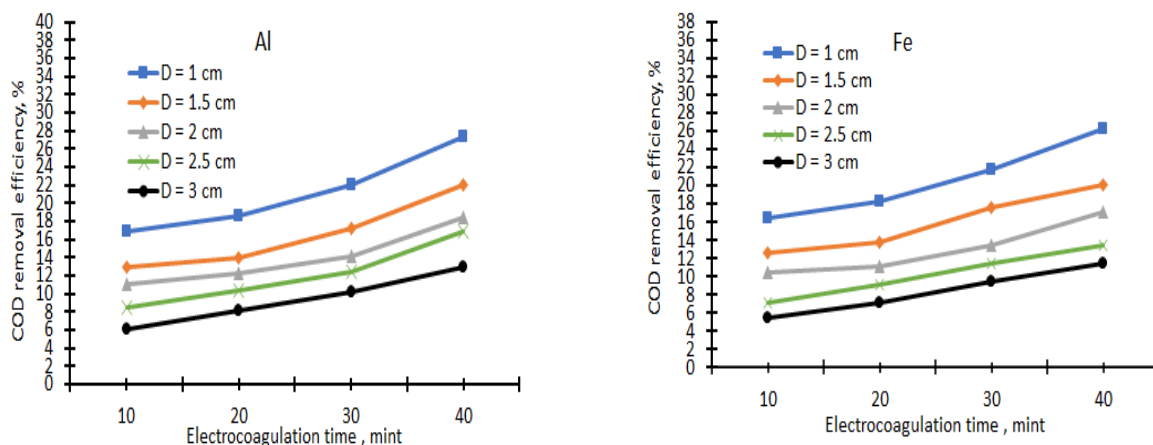 Al
COD removal efficiency, %
40
38
36
34
32
30
28
26
24
22
20
18
16
14
12
10
8
6
4
2
0
D = 1 cm
D = 1.5 cm
D = 2 cm
D = 2.5 cm
D = 3 cm
10 20 30 40
Electrocoagulation time , mint
Fe
COD removal efficiency, %
38
36
34
32
30
28
26
24
22
20
18
16
14
12
10
8
6
4
2
0
D = 1 cm
D = 1.5 cm
D = 2 cm
D = 2.5 cm
D = 3 cm
10 20 30 40
Electrocoagulation time , mint